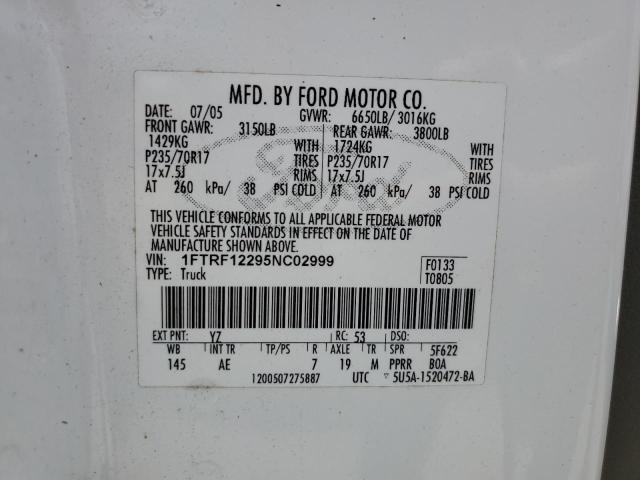 MFD. BY FORD MOTOR CO.
DATE: 07/05 GVWR: 6650LB/ 3016KG
FRONT GAWR: 3150LB REAR GAWR: 3800LB
1429KG WITH 1724KG WITH
P235/70R17 TIRES P235/70R17 TIRES
17x7.5J RIMS 17x7.5J RIMS
AT 260 kPa/ 38 PSI COLD AT 260 kPa/ 38 PSI COLD
Ford
THIS VEHICLE CONFORMS TO ALL APPLICABLE FEDERAL MOTOR
VEHICLE SAFETY STANDARDS IN EFFECT ON THE DATE OF
MANUFACTURE SHOWN ABOVE.
VIN: 1FTRF12295NC02999 F0133
TYPE: Truck T0805
EXT PNT: YZ RC: 53 DSO:
WB INT TR TP/PS R AXLE TR SPR 5F622
145 AE 7 19 M PPRR BOA
1200507275887 UTC 5U5A-1520472-BA